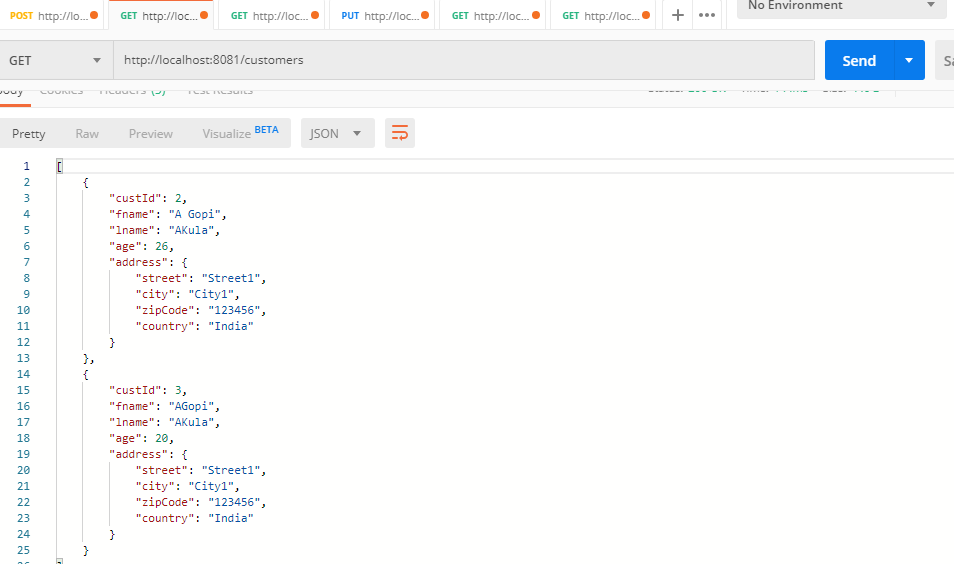 POST http://lo... GET http://loc... GET http://loc... PUT http://loc... GET http://loc... GET http://loc... + ••• No Environment
GET http://localhost:8081/customers Send
Pretty Raw Preview Visualize BETA JSON
1 [
2 {
3 "custId": 2,
4 "fname": "A Gopi",
5 "lname": "AKula",
6 "age": 26,
7 "address": {
8 "street": "Street1",
9 "city": "City1",
10 "zipCode": "123456",
11 "country": "India"
12 }
13 },
14 {
15 "custId": 3,
16 "fname": "AGopi",
17 "lname": "AKula",
18 "age": 20,
19 "address": {
20 "street": "Street1",
21 "city": "City1",
22 "zipCode": "123456",
23 "country": "India"
24 }
25 }